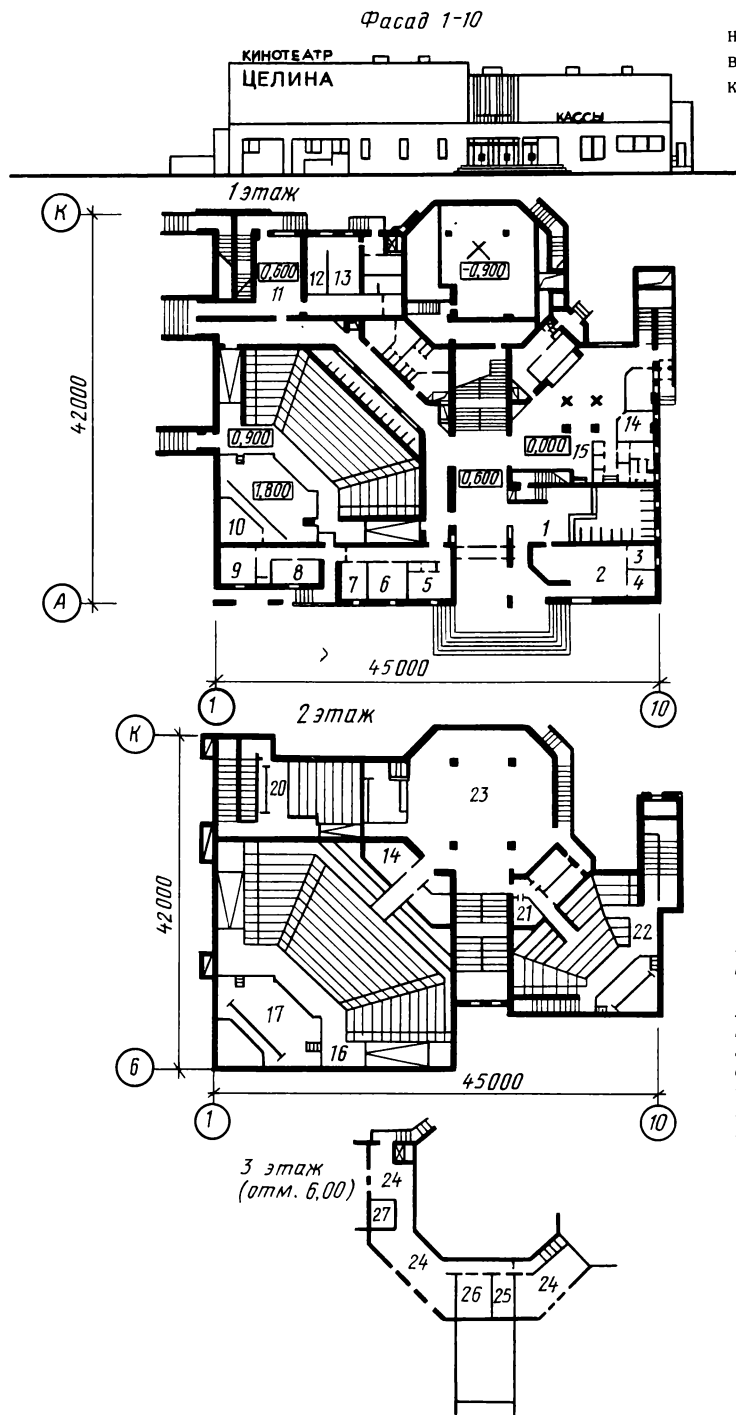 Фасад 1-10
н
в
к
КИНОТЕАТР
ЦЕЛИНА
КАССЫ
1 этаж
К
0,600
11
12
13
-0,900
42000
0,900
0,000
14
15
1,800
0,600
10
1
9
8
7
6
5
2
3
4
А
45000
1
10
2 этаж
К
20
23
14
42000
21
22
17
16
Б
45000
1
10
3 этаж
(отм. 6,00)
24
27
24
24
26
25